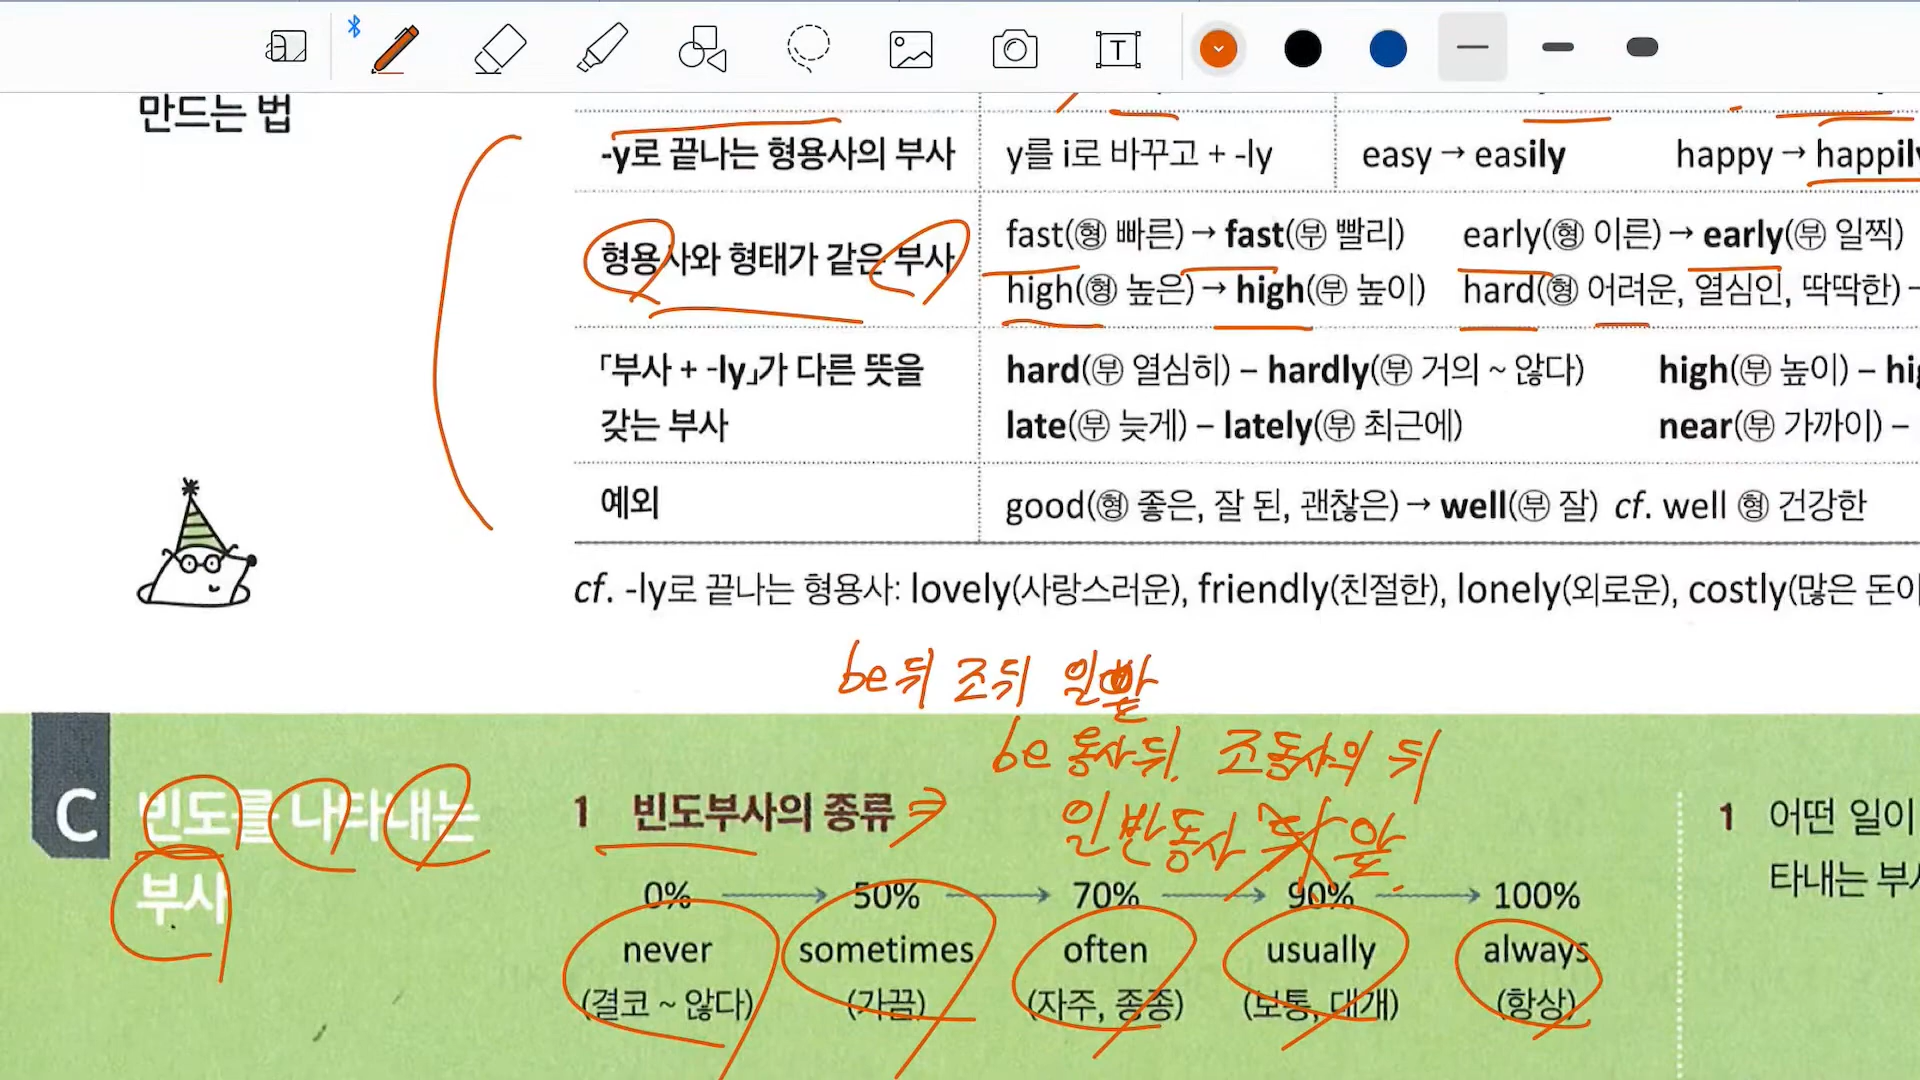 만드는 법
-y로 끝나는 형용사의 부사 y를 i로 바꾸고 + -ly easy → easily happy → happily
형용사와 형태가 같은 부사 fast(형 빠른) → fast(부 빨리) early(형 이른) → early(부 일찍)
high(형 높은) → high(부 높이) hard(형 어려운, 열심인, 딱딱한) →
「부사 + -ly」가 다른 뜻을 hard(부 열심히) – hardly(부 거의 ~ 않다) high(부 높이) – hig
갖는 부사 late(부 늦게) – lately(부 최근에) near(부 가까이) –
예외 good(형 좋은, 잘 된, 괜찮은) → well(부 잘) cf. well 형 건강한
cf. -ly로 끝나는 형용사: lovely(사랑스러운), friendly(친절한), lonely(외로운), costly(많은 돈이
be뒤 조뒤 일앞
be동사뒤, 조동사의 뒤
일반동사 앞.
C 빈도를 나타내는
부사
1 빈도부사의 종류
0% 50% 70% 90% 100%
never sometimes often usually always
(결코 ~ 않다) (가끔) (자주, 종종) (보통, 대개) (항상)
1 어떤 일이
타내는 부사